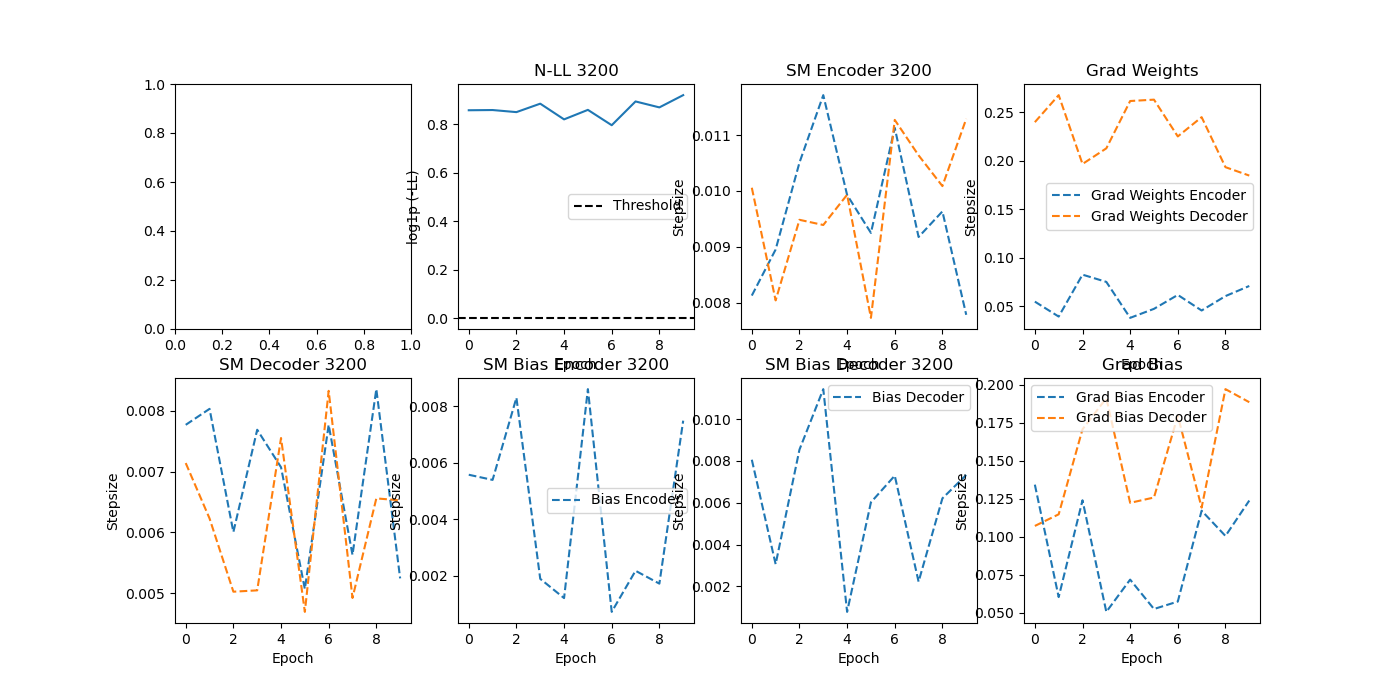 N-LL 3200
SM Encoder 3200
Grad Weights
1.0
0.8
0.6
0.4
0.2
0.0
0.0 0.2 0.4 0.6 0.8 1.0
log1p (-LL)
0.8
0.6
0.4
0.2
0.0
Threshold
0 2 4 6 8
Epoch
Stepsize
0.011
0.010
0.009
0.008
0 2 4 6 8
Epoch
Stepsize
0.25
0.20
0.15
0.10
0.05
Grad Weights Encoder
Grad Weights Decoder
0 2 4 6 8
Epoch
SM Decoder 3200
SM Bias Encoder 3200
SM Bias Decoder 3200
Grad Bias
Stepsize
0.008
0.007
0.006
0.005
0 2 4 6 8
Epoch
Stepsize
0.008
0.006
0.004
0.002
Bias Encoder
0 2 4 6 8
Epoch
Stepsize
0.010
0.008
0.006
0.004
0.002
Bias Decoder
0 2 4 6 8
Epoch
Stepsize
0.200
0.175
0.150
0.125
0.100
0.075
0.050
Grad Bias Encoder
Grad Bias Decoder
0 2 4 6 8
Epoch